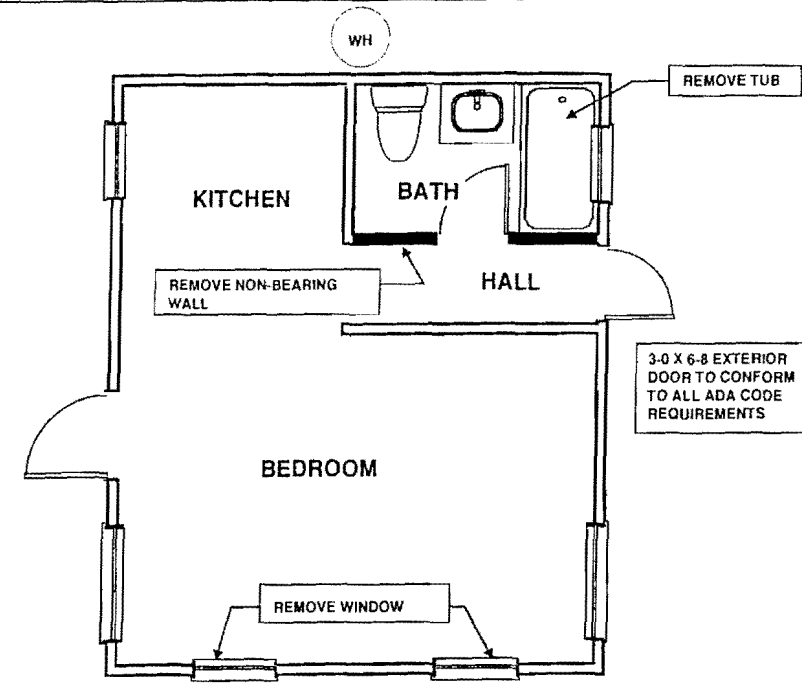 WH
REMOVE TUB
KITCHEN
BATH
REMOVE NON-BEARING
WALL
HALL
3-0 X 6-8 EXTERIOR
DOOR TO CONFORM
TO ALL ADA CODE
REQUIREMENTS
BEDROOM
REMOVE WINDOW